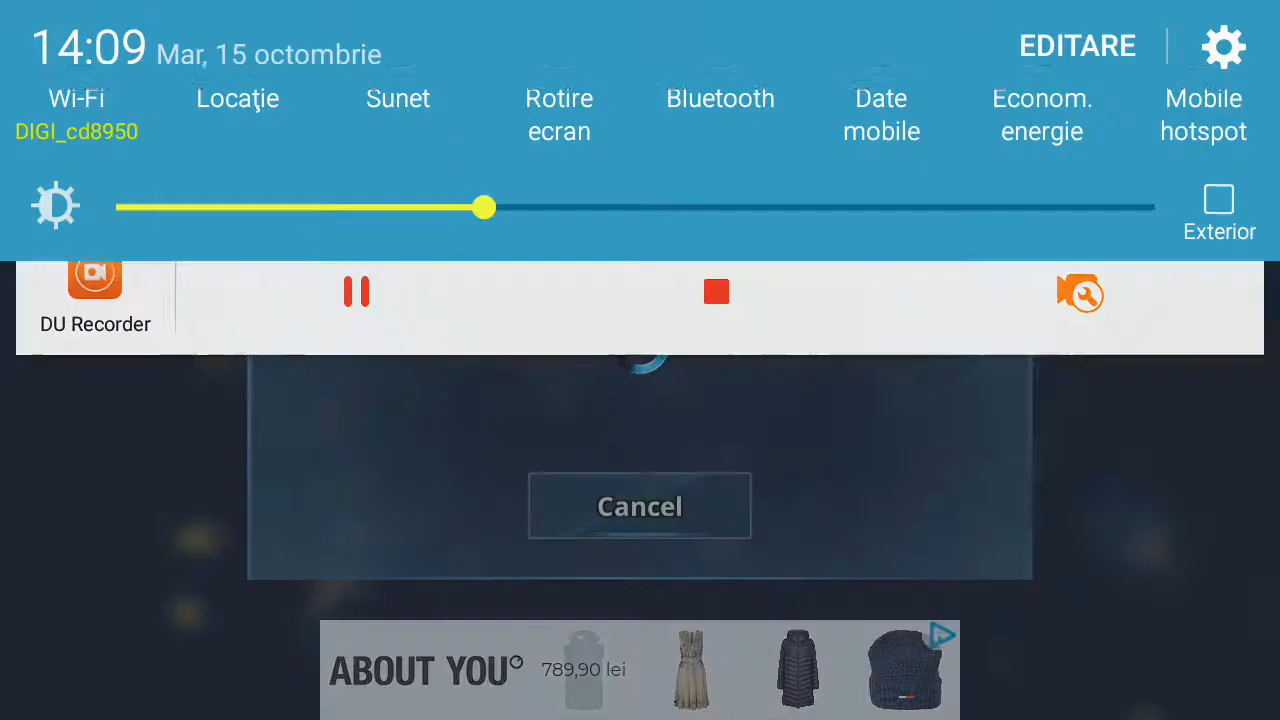 14:09 Mar, 15 octombrie EDITARE
Wi-Fi Locaţie Sunet Rotire ecran Bluetooth Date mobile Econom. energie Mobile hotspot
DIGI_cd8950
Exterior
DU Recorder
Cancel
ABOUT YOU 789,90 lei